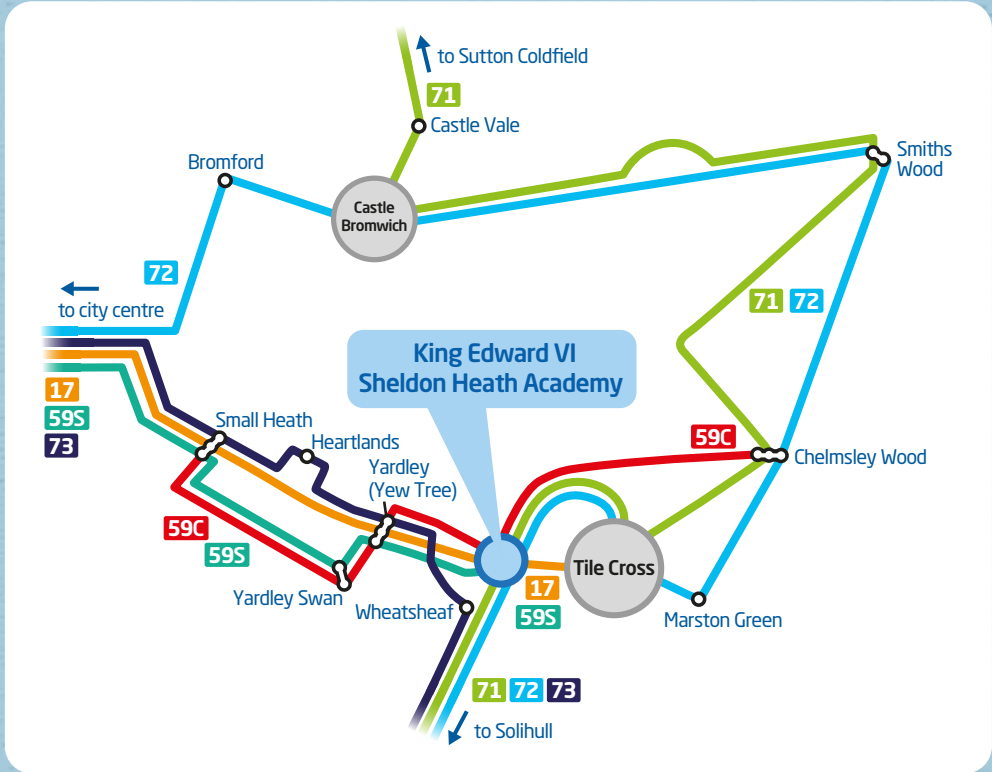 to Sutton Coldfield
71
Castle Vale
Bromford
Smiths
Wood
Castle
Bromwich
72
to city centre
71 72
King Edward VI
Sheldon Heath Academy
17
59S
73
Small Heath
Heartlands
59C
Yardley
(Yew Tree)
Chelmsley Wood
59C
59S
Tile Cross
17
59S
Yardley Swan
Wheatsheaf
Marston Green
71 72 73
to Solihull